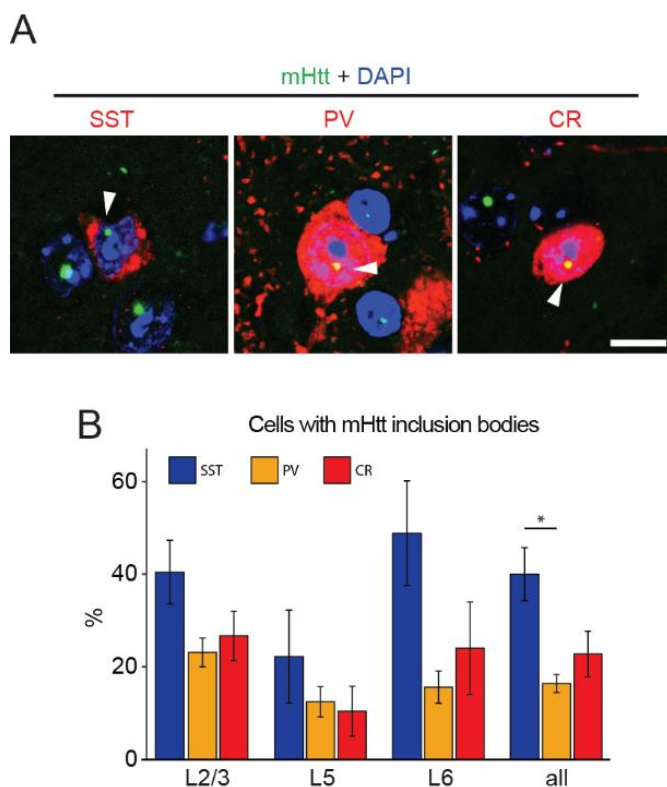 A
mHtt + DAPI
SST PV CR
B
Cells with mHtt inclusion bodies
SST PV CR
*
60
40
20
0
%
L2/3 L5 L6 all